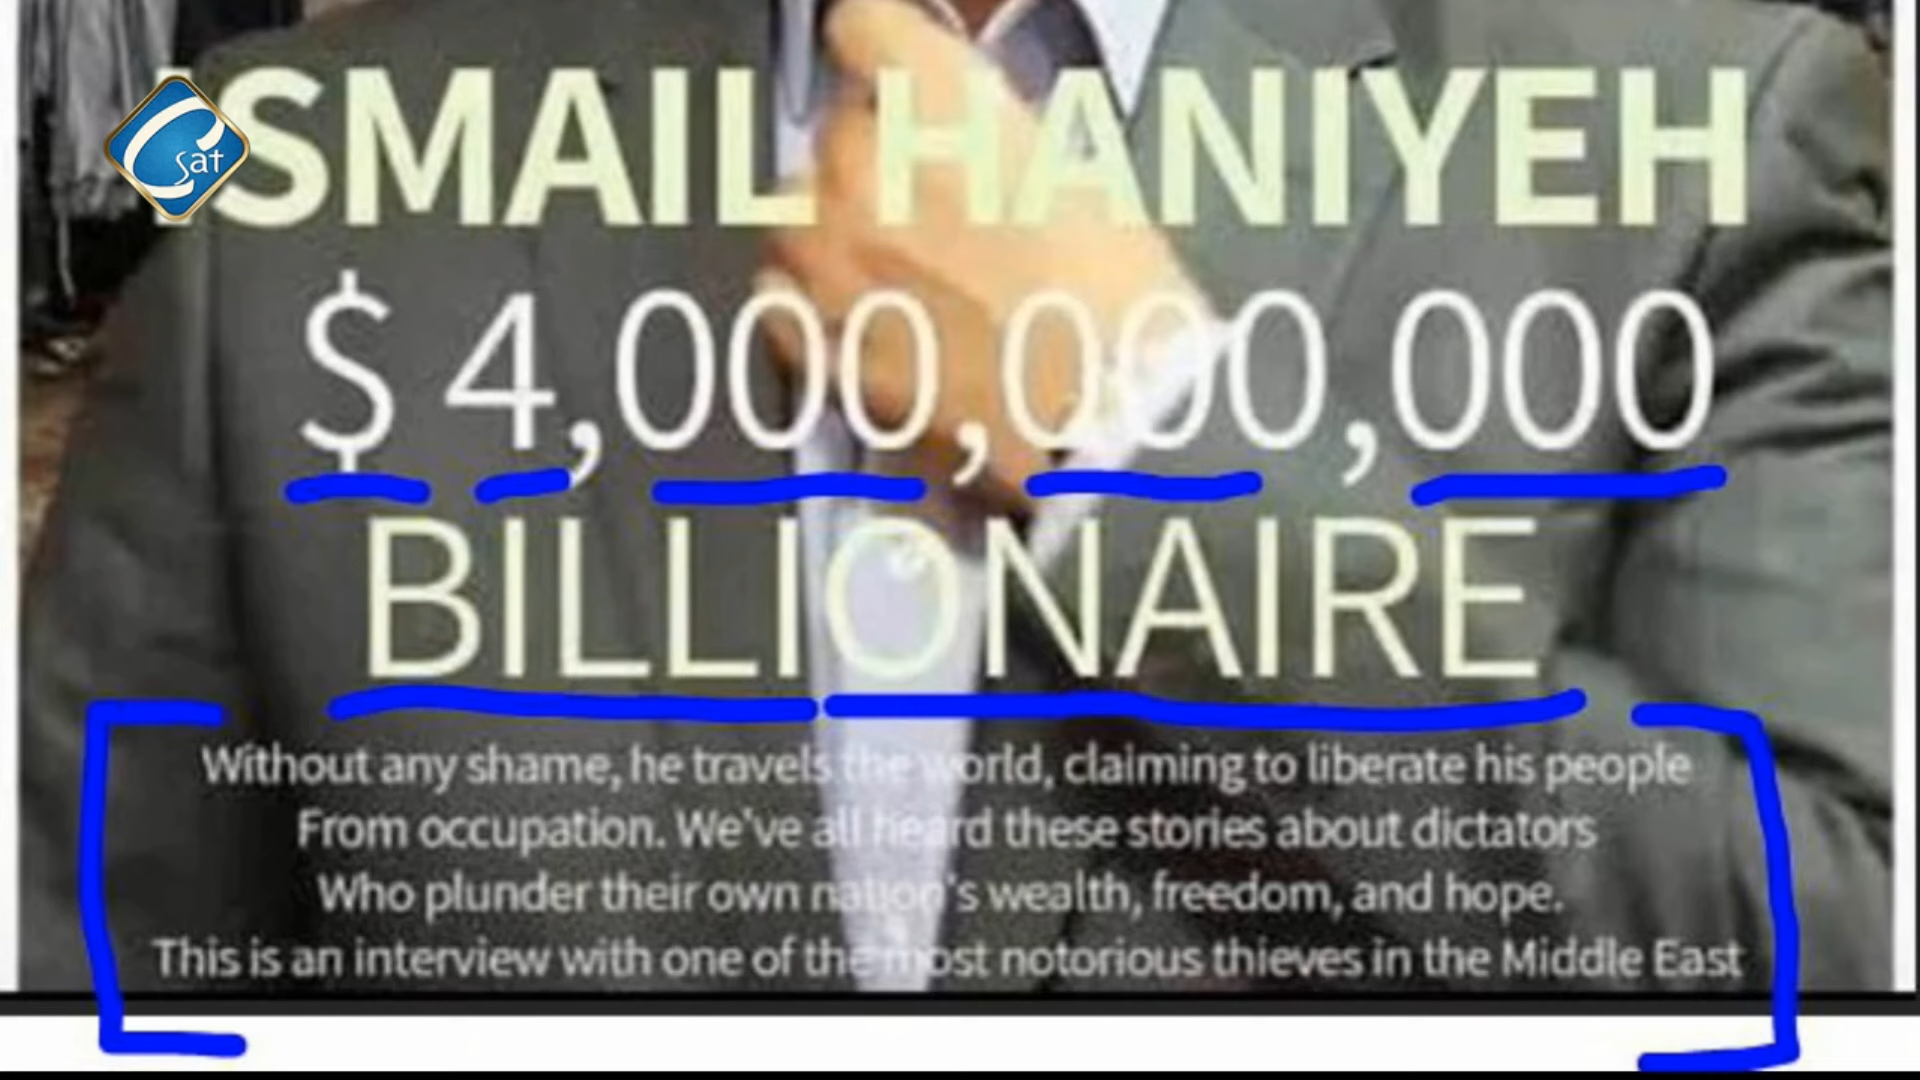 ISMAIL HANIYEH
C sat
$ 4,000,000,000
BILLIONAIRE
Without any shame, he travels the world, claiming to liberate his people
From occupation. We've all heard these stories about dictators
Who plunder their own nation's wealth, freedom, and hope.
This is an interview with one of the most notorious thieves in the Middle East